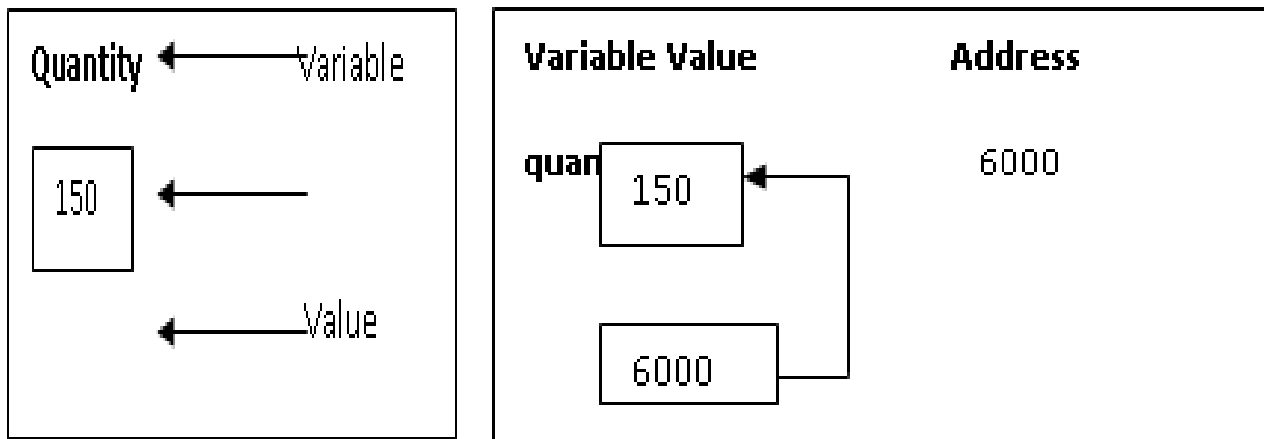 Quantity Variable
150
Value
Variable Value Address
quan 150 6000
6000